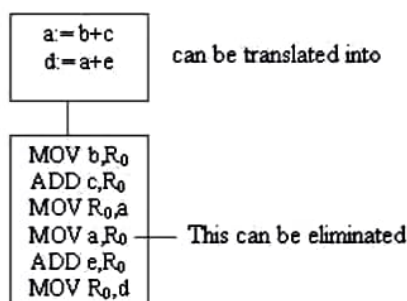 a:= b+c
d:= a+e
can be translated into
MOV b,R₀
ADD c,R₀
MOV R₀,a
MOV a,R₀
This can be eliminated
ADD e,R₀
MOV R₀,d